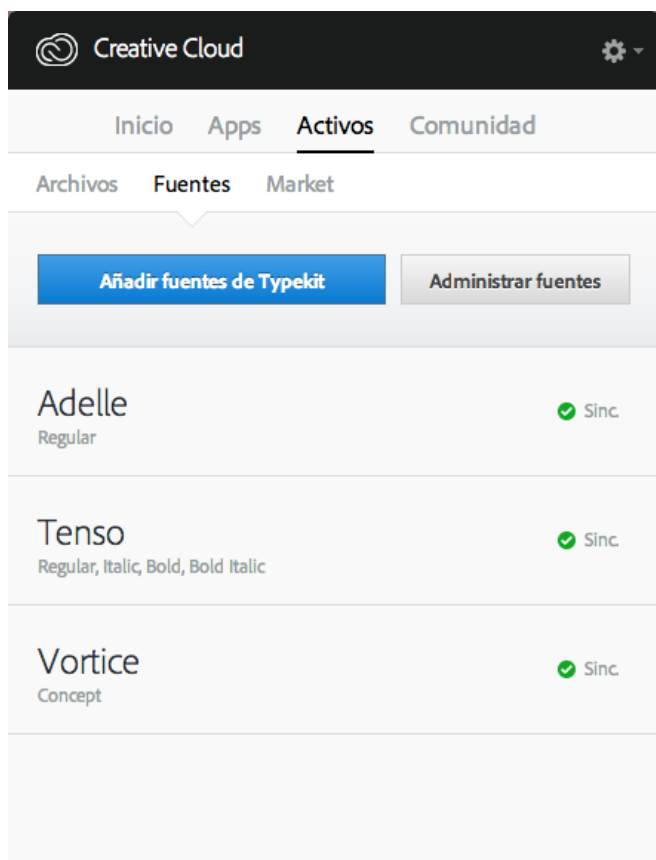 Creative Cloud
Inicio Apps Activos Comunidad
Archivos Fuentes Market
Añadir fuentes de Typekit Administrar fuentes
Adelle
Sinc.
Regular
Tenso
Sinc.
Regular, Italic, Bold, Bold Italic
Vortice
Sinc.
Concept